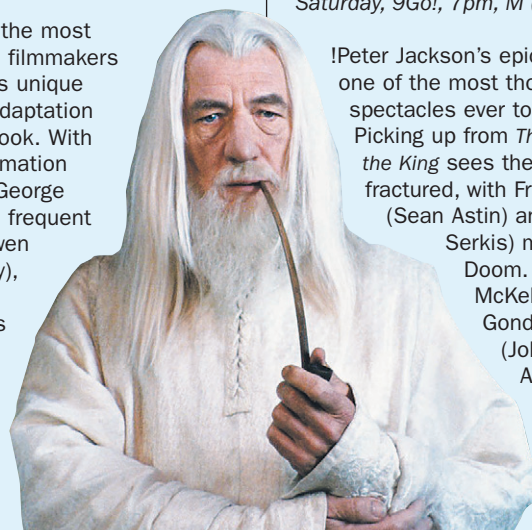 the most
filmmakers
s unique
daptation
ook. With
mation
George
frequent
wen
y),
s
Saturday, 9Go!, 7pm, M
!Peter Jackson's epic
one of the most tho
spectacles ever to
Picking up from Th
the King sees the
fractured, with Fr
(Sean Astin) an
Serkis) m
Doom.
McKel
Gond
(Joh
A